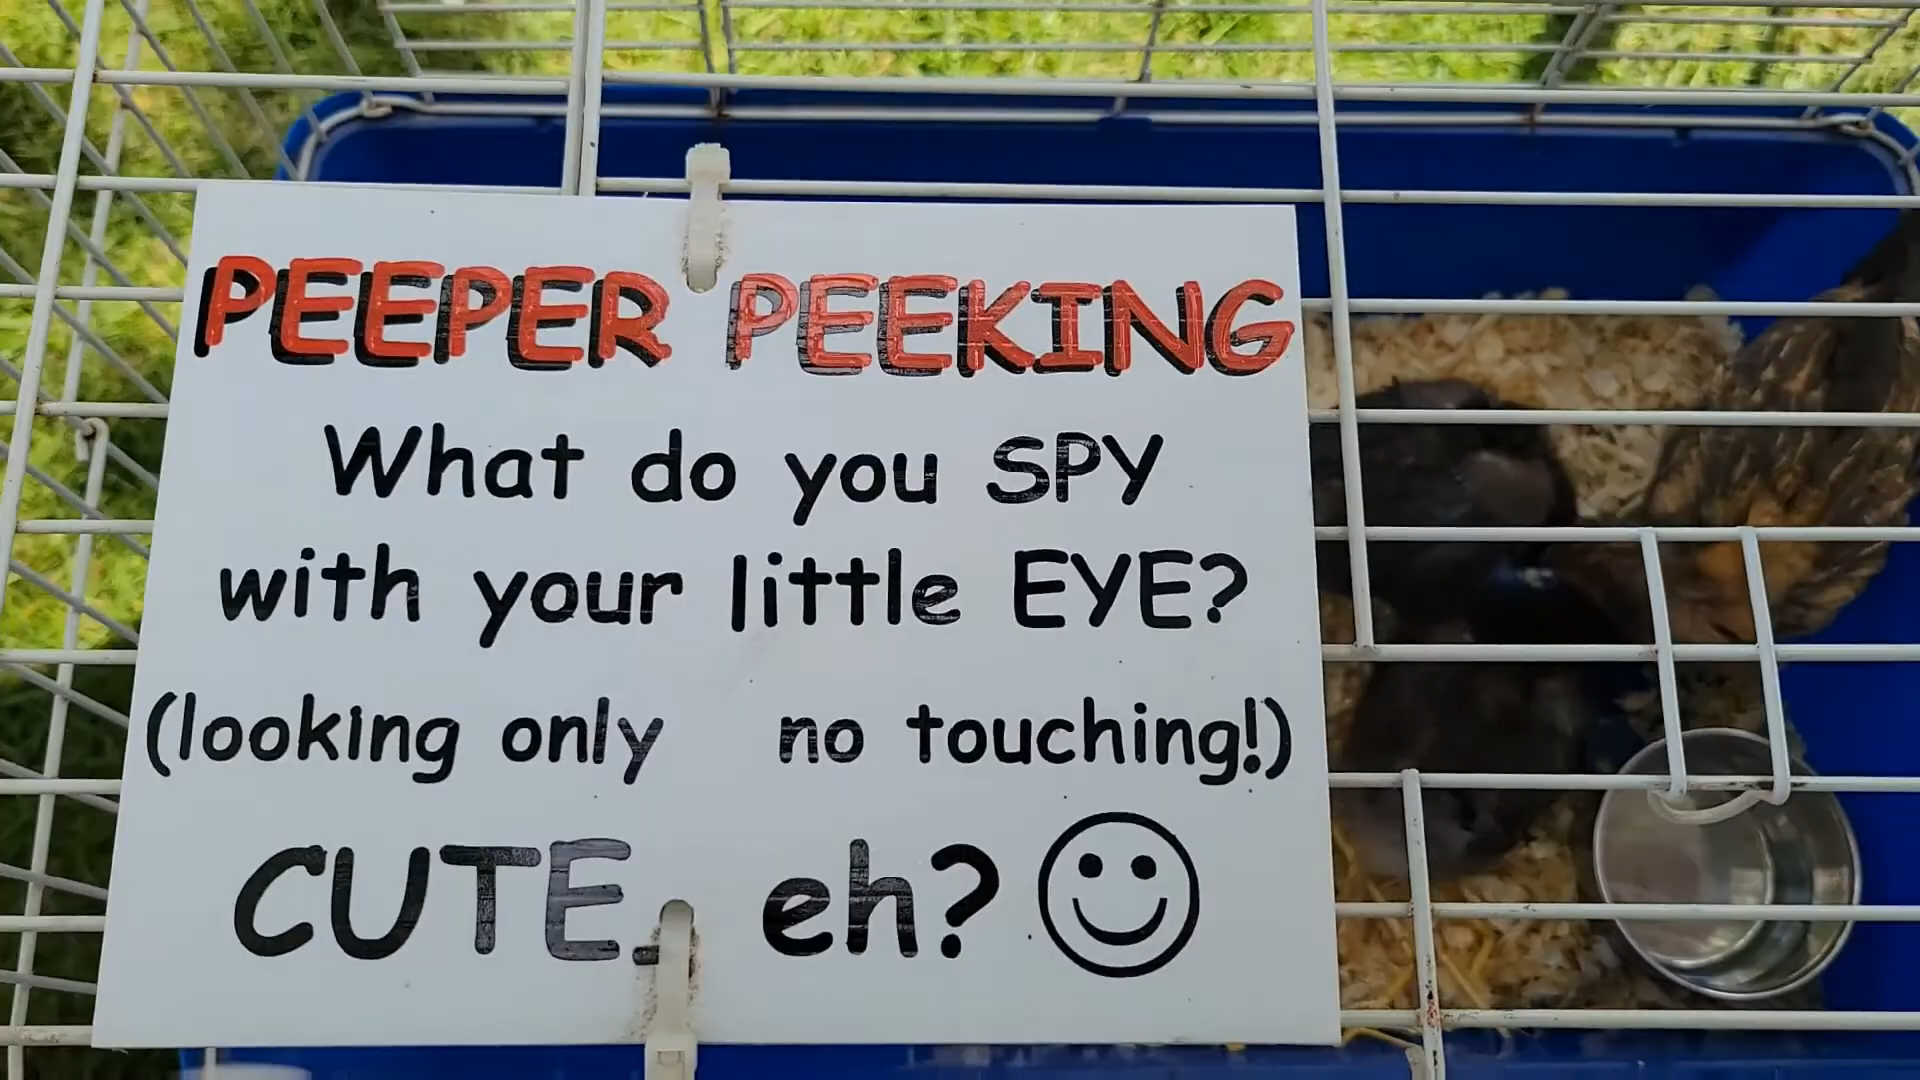 PEEPER PEEKING
What do you SPY
with your little EYE?
(looking only no touching!)
CUTE, eh?